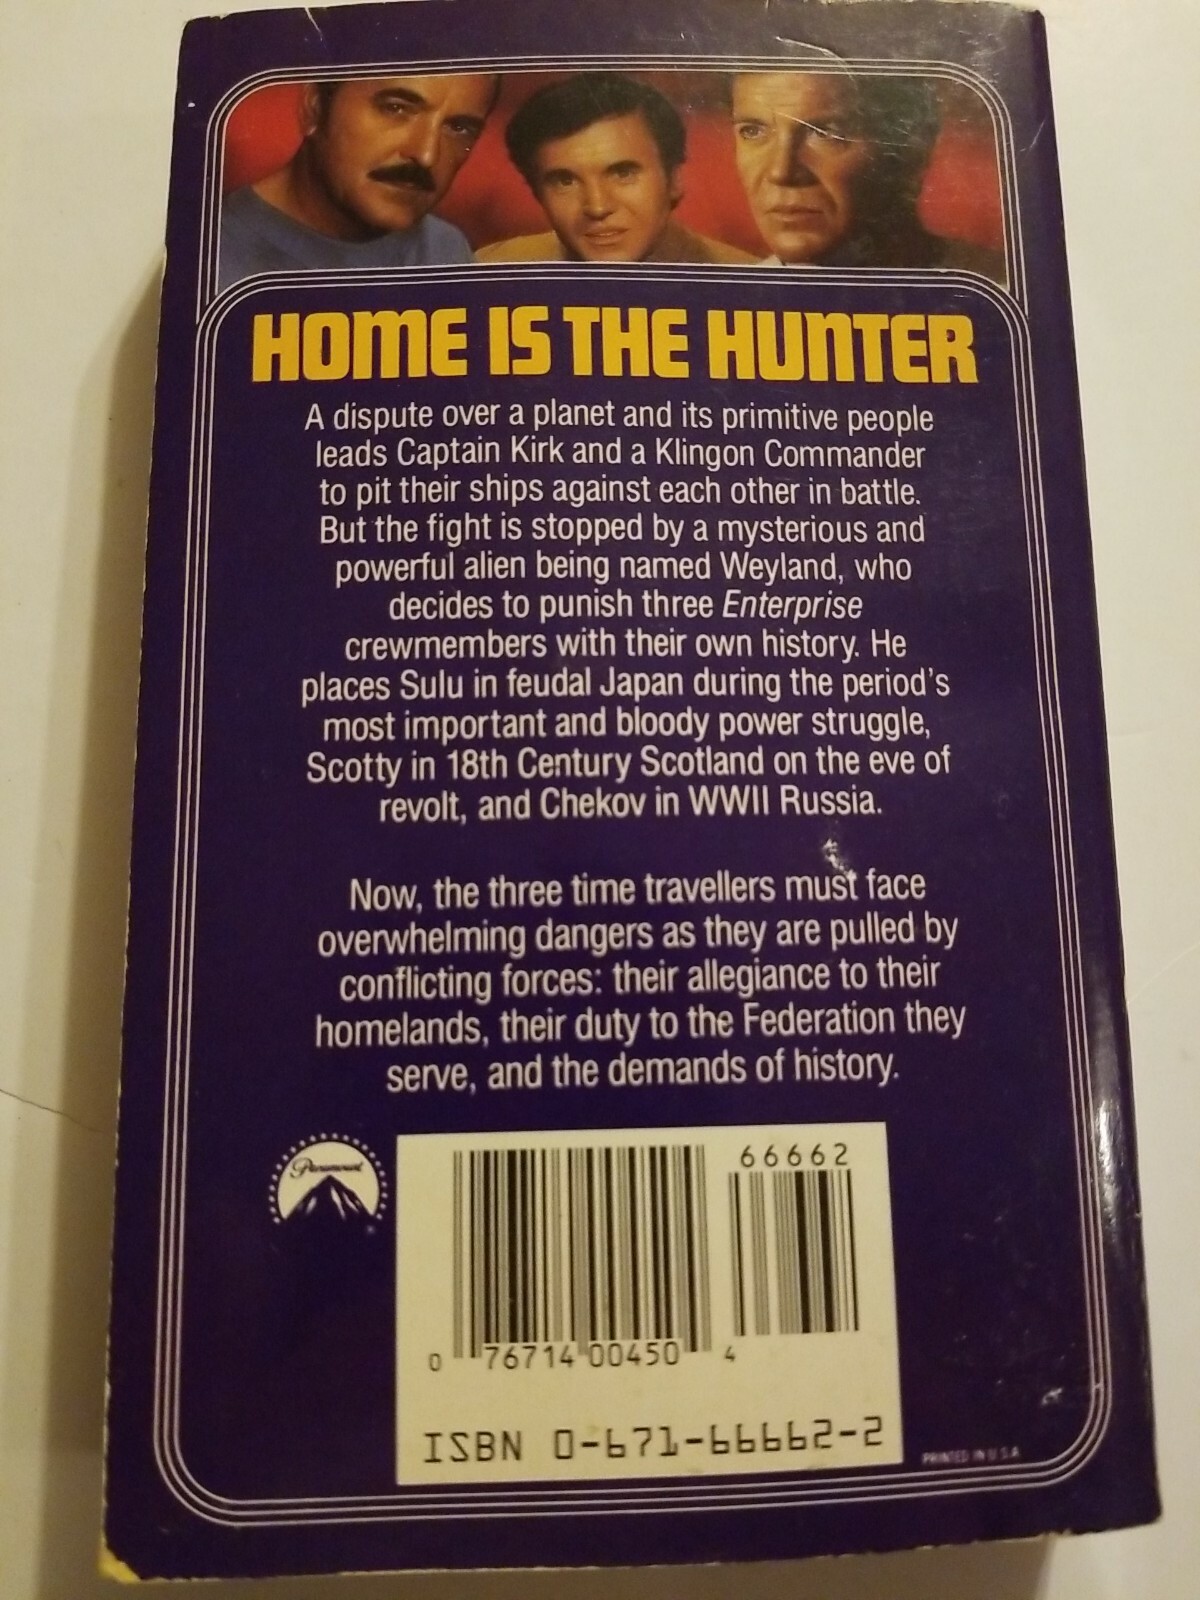 HOME IS THE HUNTER
A dispute over a planet and its primitive people
leads Captain Kirk and a Klingon Commander
to pit their ships against each other in battle.
But the fight is stopped by a mysterious and
powerful alien being named Weyland, who
decides to punish three Enterprise
crewmembers with their own history. He
places Sulu in feudal Japan during the period's
most important and bloody power struggle,
Scotty in 18th Century Scotland on the eve of
revolt, and Chekov in WWII Russia.
Now, the three time travellers must face
overwhelming dangers as they are pulled by
conflicting forces: their allegiance to their
homelands, their duty to the Federation they
serve, and the demands of history.
Paramount
®
66662
0 76714 00450 4
ISBN 0-671-66662-2
PRINTED IN U.S.A.